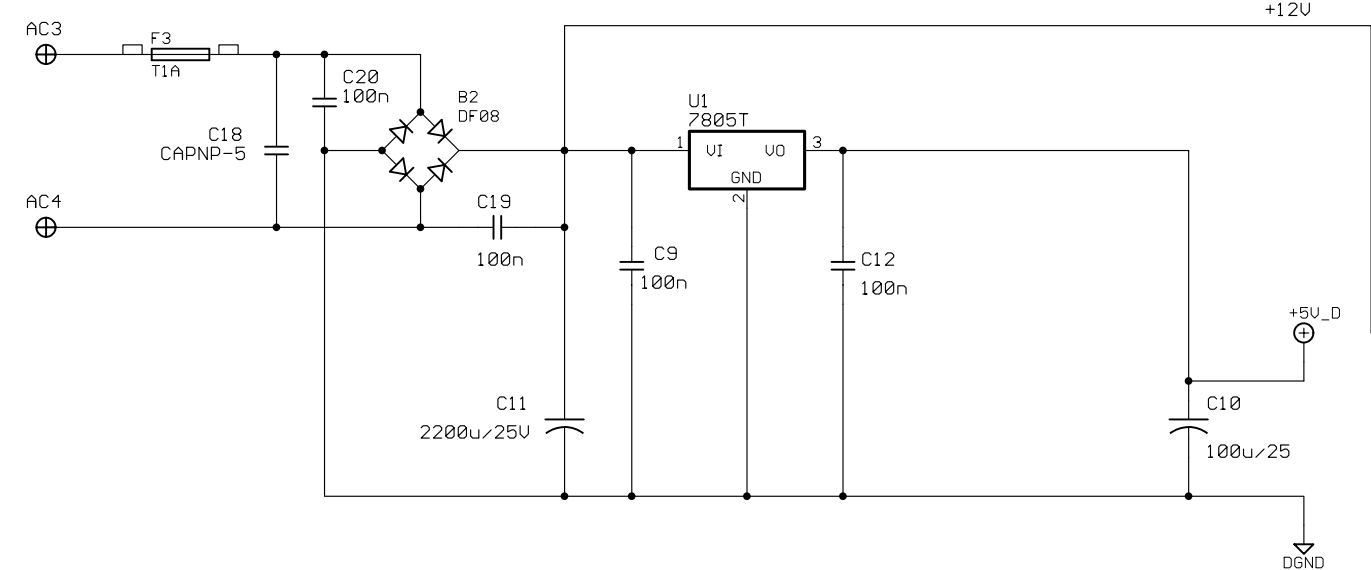 +12V
AC3
F3
T1A
C20
100n
B2
DF08
U1
7805T
C18
CAPNP-5
1
VI
VO
3
GND
2
AC4
C19
100n
C9
100n
C12
100n
+5V_D
C11
2200u/25V
C10
100u/25
DGND